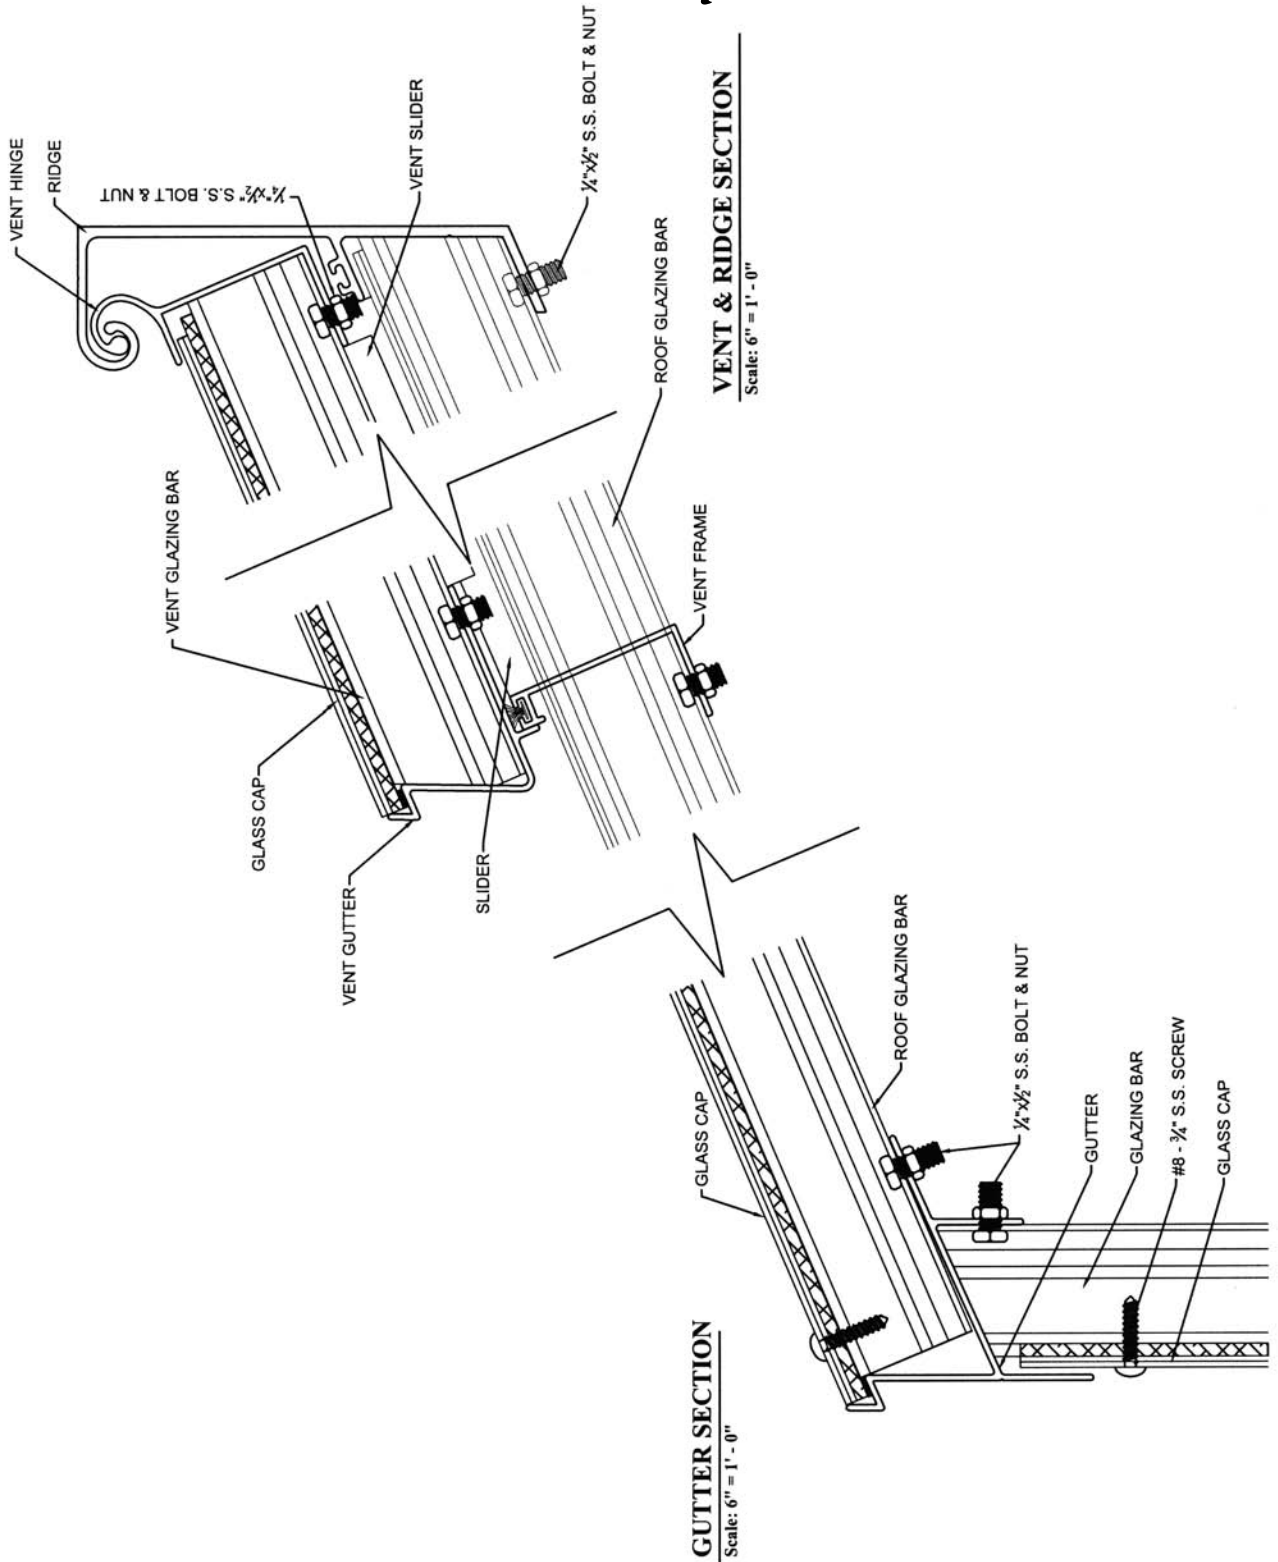 VENT HINGE
RIDGE
¼"x½" S.S. BOLT & NUT
VENT SLIDER
¼"x½" S.S. BOLT & NUT
VENT GLAZING BAR
ROOF GLAZING BAR
VENT & RIDGE SECTION
Scale: 6" = 1' - 0"
GLASS CAP
VENT GUTTER
SLIDER
VENT FRAME
GLASS CAP
ROOF GLAZING BAR
¼"x½" S.S. BOLT & NUT
GUTTER
GLAZING BAR
#8 - ¾" S.S. SCREW
GLASS CAP
GUTTER SECTION
Scale: 6" = 1' - 0"